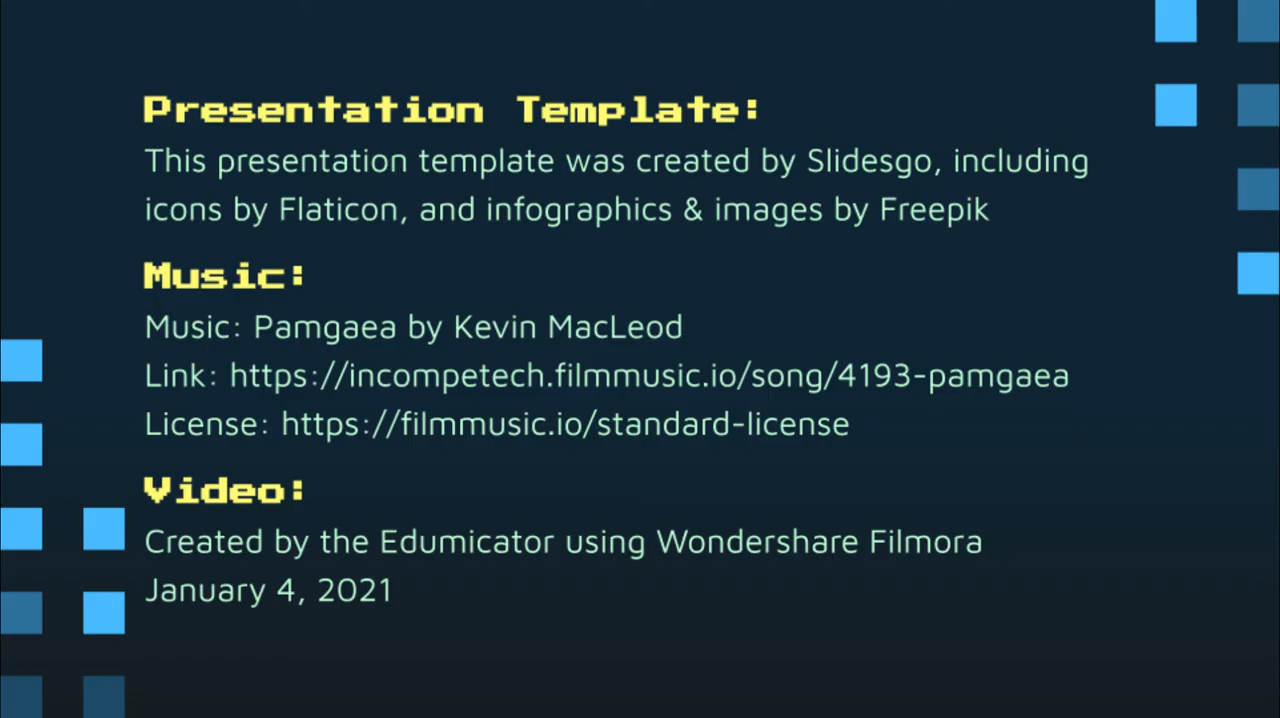 Presentation Template:
This presentation template was created by Slidesgo, including
icons by Flaticon, and infographics & images by Freepik
Music:
Music: Pamgaea by Kevin MacLeod
Link: https://incompetech.filmmusic.io/song/4193-pamgaea
License: https://filmmusic.io/standard-license
Video:
Created by the Edumicator using Wondershare Filmora
January 4, 2021